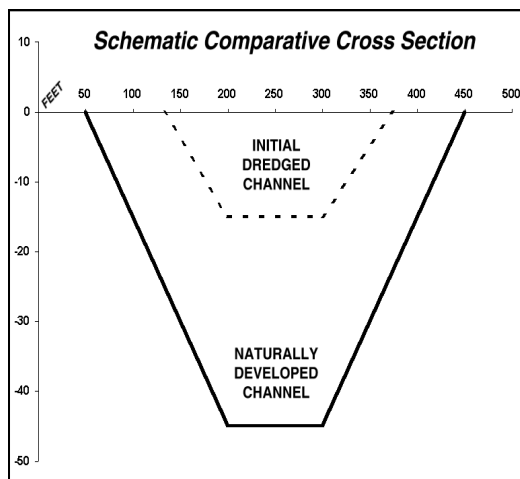 Schematic Comparative Cross Section
10
FEET
50 100 150 200 250 300 350 400 450 500
0
INITIAL
DREDGED
CHANNEL
-10
-20
-30
NATURALLY
DEVELOPED
CHANNEL
-40
-50